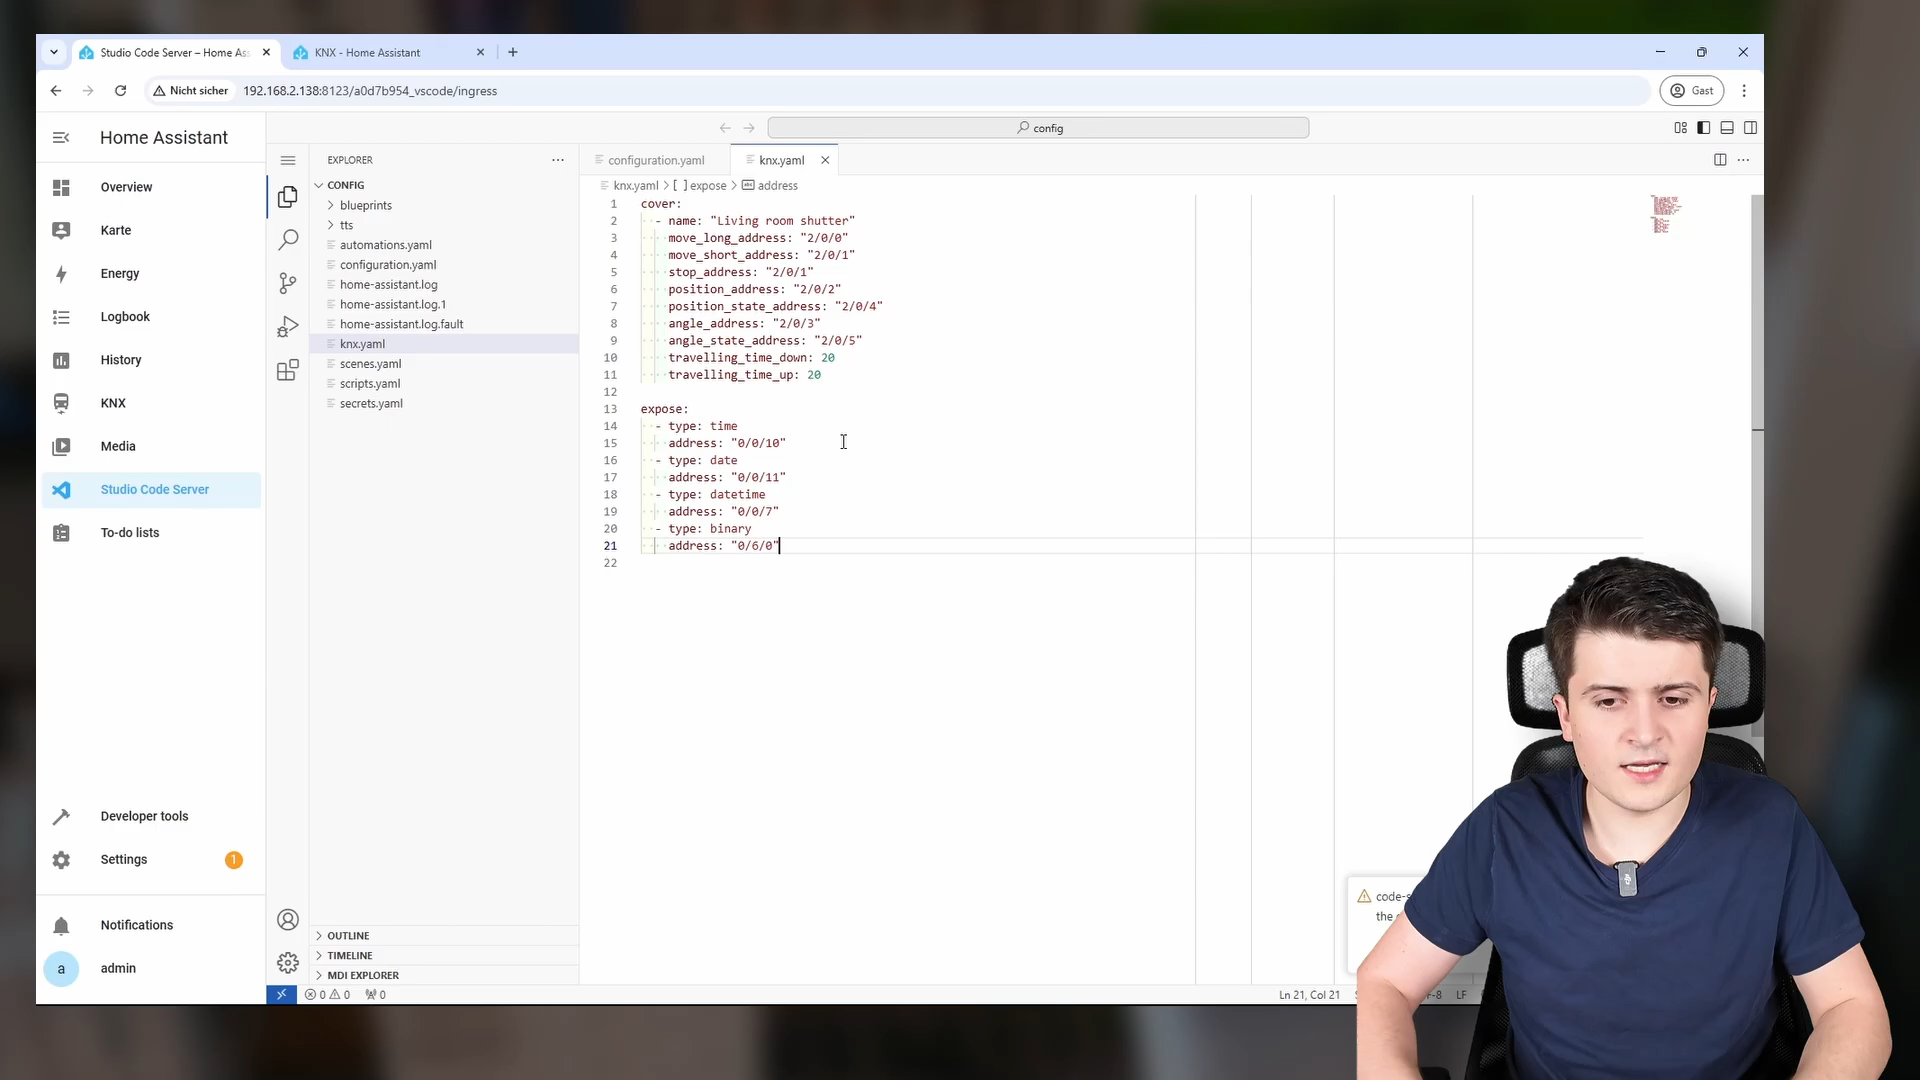 Studio Code Server – Home As
KNX - Home Assistant
Nicht sicher
192.168.2.138:8123/a0d7b954_vscode/ingress
Gast
Home Assistant
Overview
Karte
Energy
Logbook
History
KNX
Media
Studio Code Server
To-do lists
Developer tools
Settings
1
Notifications
a
admin
config
EXPLORER
CONFIG
blueprints
tts
automations.yaml
configuration.yaml
home-assistant.log
home-assistant.log.1
home-assistant.log.fault
knx.yaml
scenes.yaml
scripts.yaml
secrets.yaml
OUTLINE
TIMELINE
MDI EXPLORER
configuration.yaml
knx.yaml
knx.yaml > [ ] expose > address
1 cover:
2 - name: "Living room shutter"
3 move_long_address: "2/0/0"
4 move_short_address: "2/0/1"
5 stop_address: "2/0/1"
6 position_address: "2/0/2"
7 position_state_address: "2/0/4"
8 angle_address: "2/0/3"
9 angle_state_address: "2/0/5"
10 travelling_time_down: 20
11 travelling_time_up: 20
12
13 expose:
14 - type: time
15 address: "0/0/10"
16 - type: date
17 address: "0/0/11"
18 - type: datetime
19 address: "0/0/7"
20 - type: binary
21 address: "0/6/0"
22
code-s
the
0 0 0
Ln 21, Col 21
F-8
LF